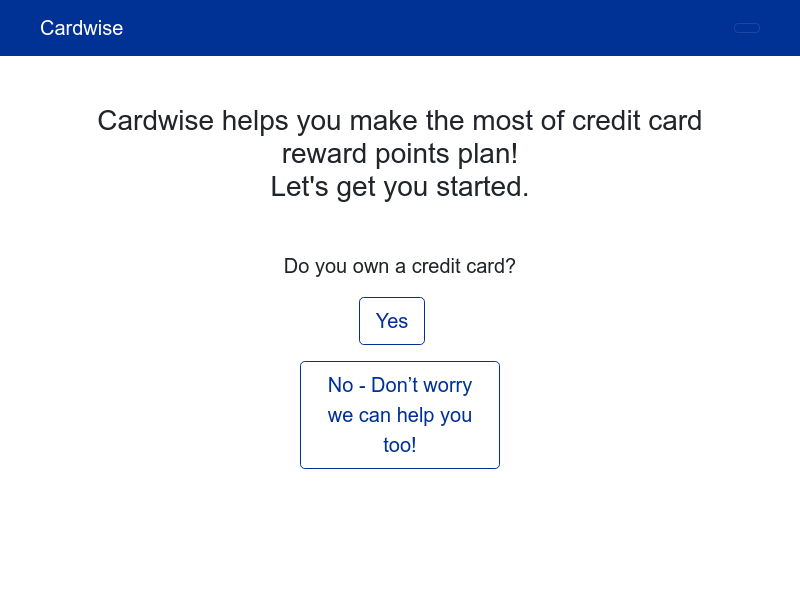 Cardwise
Cardwise helps you make the most of credit card
reward points plan!
Let's get you started.
Do you own a credit card?
Yes
No - Don’t worry
we can help you
too!